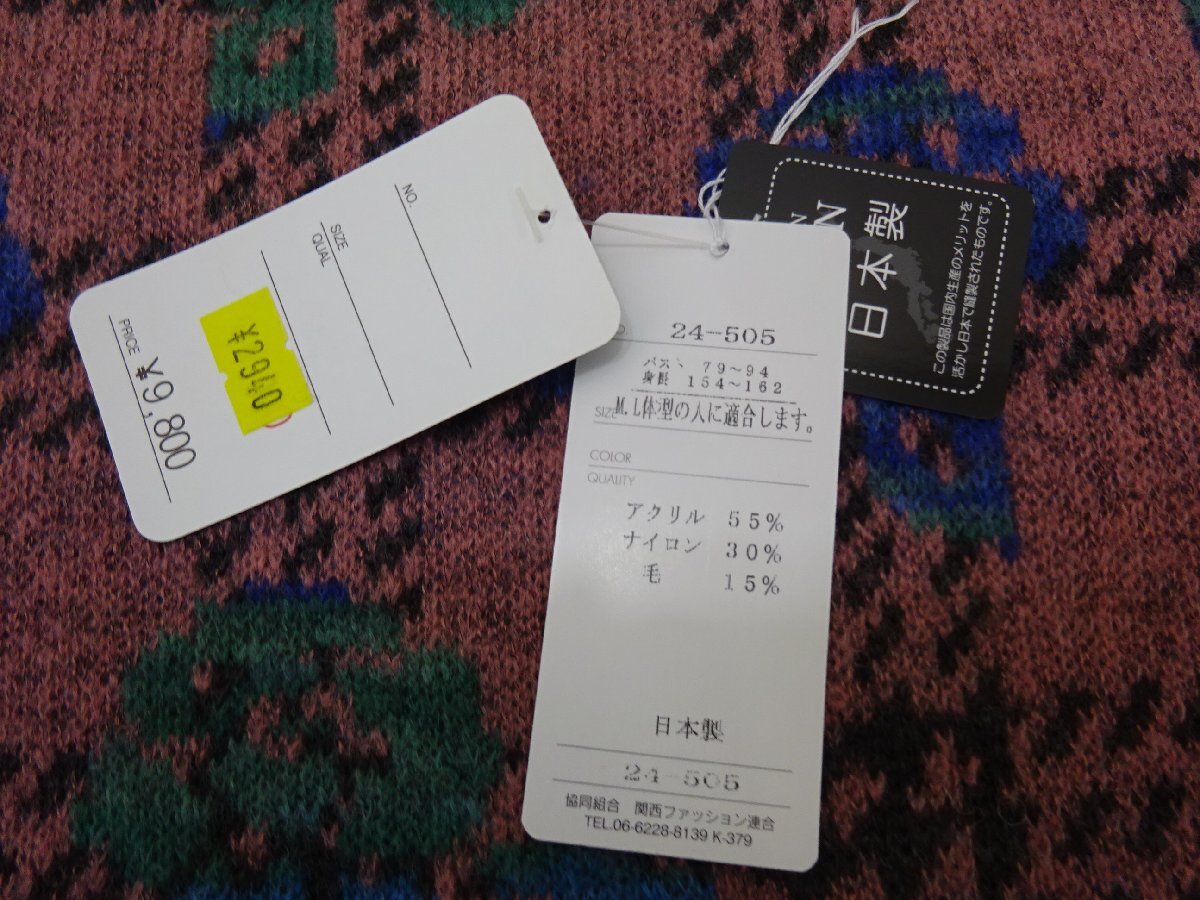 NO.
SIZE
QUAL
¥2940
PRICE
¥9,800
24-505
バスト 79~94
身長 154~162
SIZE M.L体型の人に適合します。
COLOR
QUALITY
アクリル 55%
ナイロン 30%
毛 15%
日本製
24-505
協同組合 関西ファッション連合
TEL.06-6228-8139 K-379
日本製
この製品は国内生産のメリットを
活かし日本で縫製されたものです。